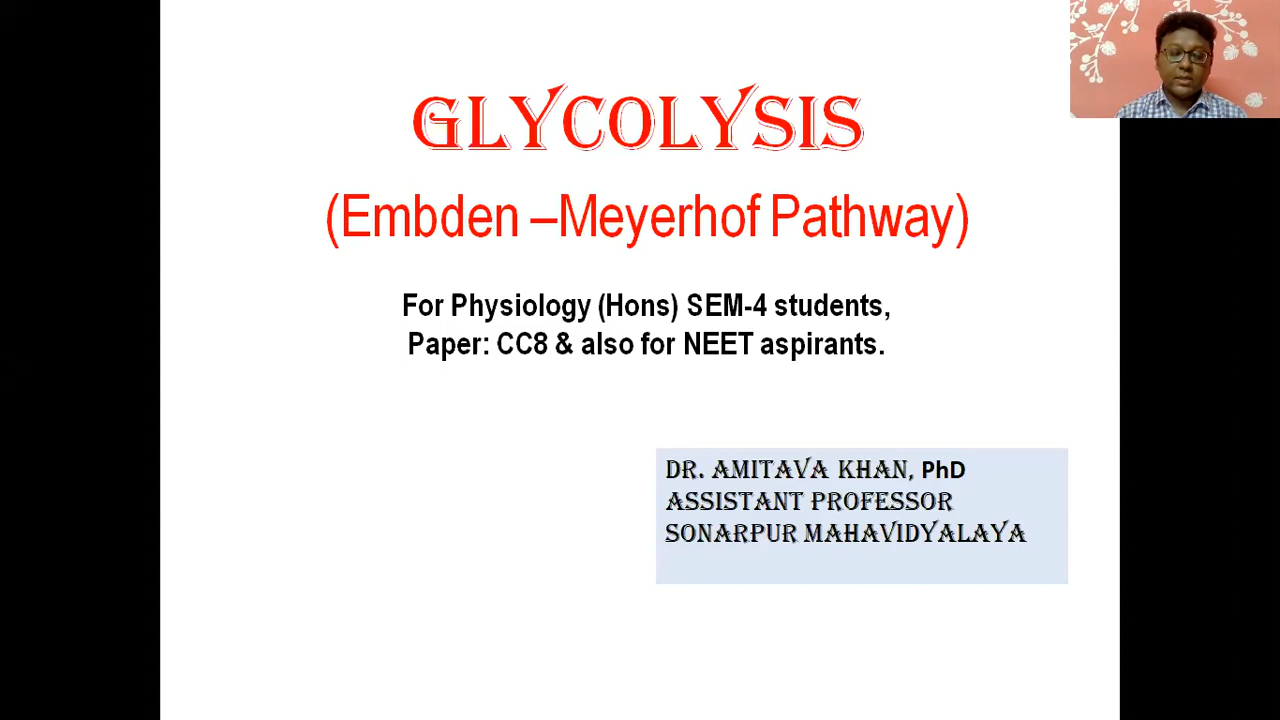 GLYCOLYSIS
(Embden –Meyerhof Pathway)
For Physiology (Hons) SEM-4 students,
Paper: CC8 & also for NEET aspirants.
DR. AMITAVA KHAN, PhD
ASSISTANT PROFESSOR
SONARPUR MAHAVIDYALAYA